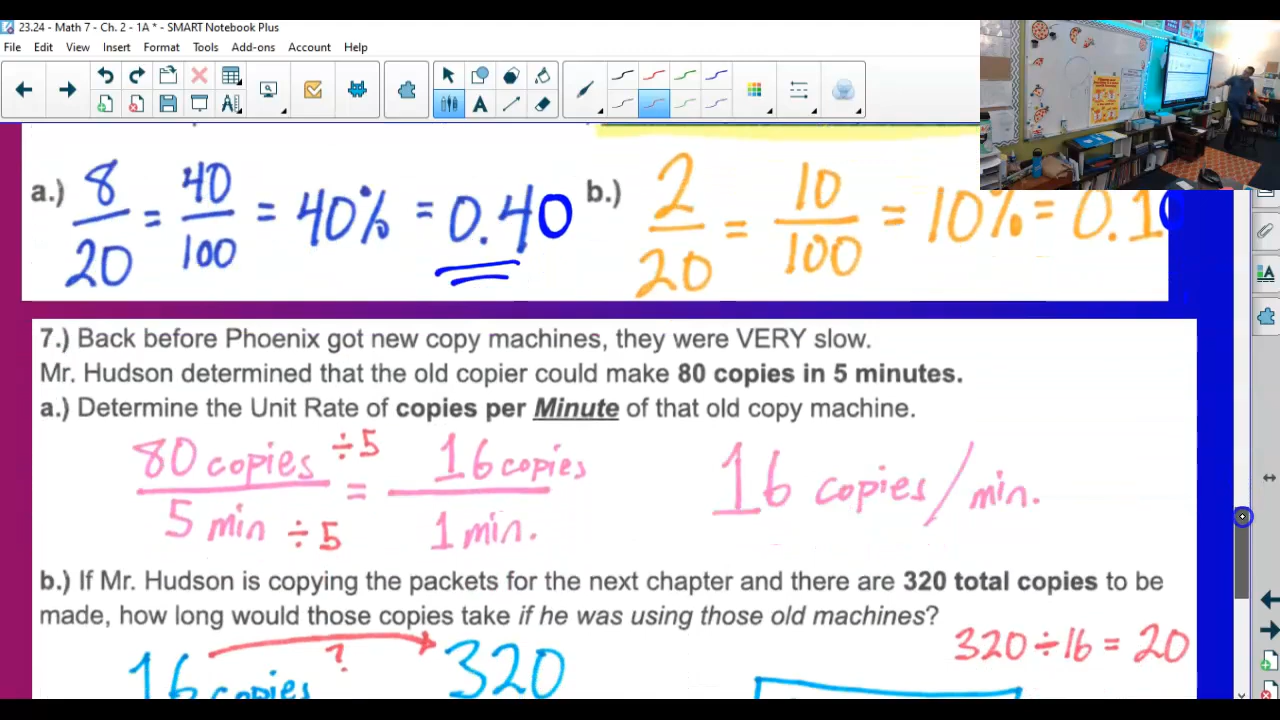 23.24 - Math 7 - Ch. 2 - 1A * - SMART Notebook Plus
File Edit View Insert Format Tools Add-ons Account Help
a.) 8/20 = 40/100 = 40% = 0.40
b.) 2/20 = 10/100 = 10% = 0.10
7.) Back before Phoenix got new copy machines, they were VERY slow.
Mr. Hudson determined that the old copier could make 80 copies in 5 minutes.
a.) Determine the Unit Rate of copies per Minute of that old copy machine.
80 copies ÷5 / 5 min ÷5 = 16 copies / 1 min.
16 copies/min.
b.) If Mr. Hudson is copying the packets for the next chapter and there are 320 total copies to be
made, how long would those copies take if he was using those old machines?
320 ÷ 16 = 20
?
16 copies 320